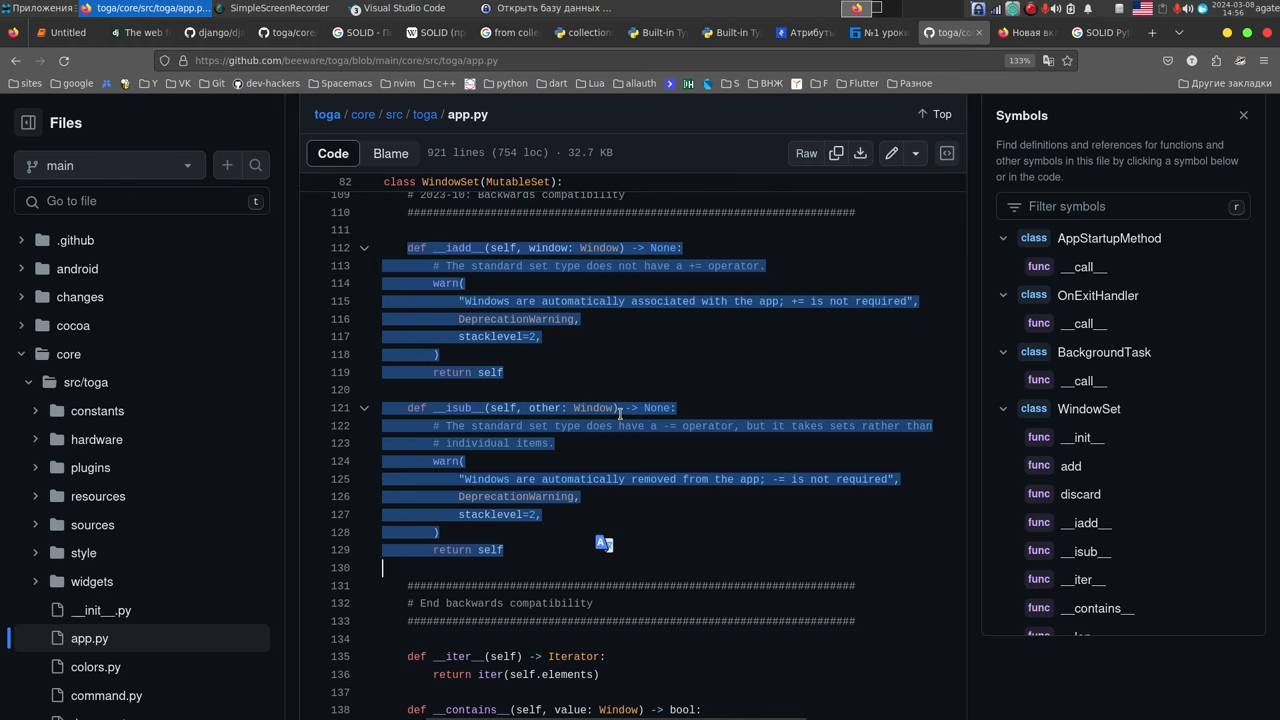 Приложения
toga/core/src/toga/app.p...
SimpleScreenRecorder
Visual Studio Code
Открыть базу данных ...
agate
2024-03-08
14:56
Untitled
The web f
django/dj
toga/core
SOLID - П
SOLID (пр
from colle
collection
Built-in Ty
Built-in Ty
Атрибуты
№1 уроки
toga/co
Новая вкл
SOLID Pyt
https://github.com/beeware/toga/blob/main/core/src/toga/app.py
133%
sites
google
Y
VK
Git
dev-hackers
Spacemacs
nvim
c++
python
dart
Lua
allauth
S
ВНЖ
F
Flutter
Разное
Другие закладки
Files
main
Go to file
t
.github
android
changes
cocoa
core
src/toga
constants
hardware
plugins
resources
sources
style
widgets
__init__.py
app.py
colors.py
command.py
toga / core / src / toga / app.py
Top
Code
Blame
921 lines (754 loc) · 32.7 KB
Raw
82 class WindowSet(MutableSet):
109 # 2023-10: Backwards compatibility
110 ######################################################################
111
112 def __iadd__(self, window: Window) -> None:
113 # The standard set type does not have a += operator.
114 warn(
115 "Windows are automatically associated with the app; += is not required",
116 DeprecationWarning,
117 stacklevel=2,
118 )
119 return self
120
121 def __isub__(self, other: Window) -> None:
122 # The standard set type does have a -= operator, but it takes sets rather than
123 # individual items.
124 warn(
125 "Windows are automatically removed from the app; -= is not required",
126 DeprecationWarning,
127 stacklevel=2,
128 )
129 return self
130
131 ######################################################################
132 # End backwards compatibility
133 ######################################################################
134
135 def __iter__(self) -> Iterator:
136 return iter(self.elements)
137
138 def __contains__(self, value: Window) -> bool:
Symbols
Find definitions and references for functions and
other symbols in this file by clicking a symbol below
or in the code.
Filter symbols
r
class AppStartupMethod
func __call__
class OnExitHandler
func __call__
class BackgroundTask
func __call__
class WindowSet
func __init__
func add
func discard
func __iadd__
func __isub__
func __iter__
func __contains__